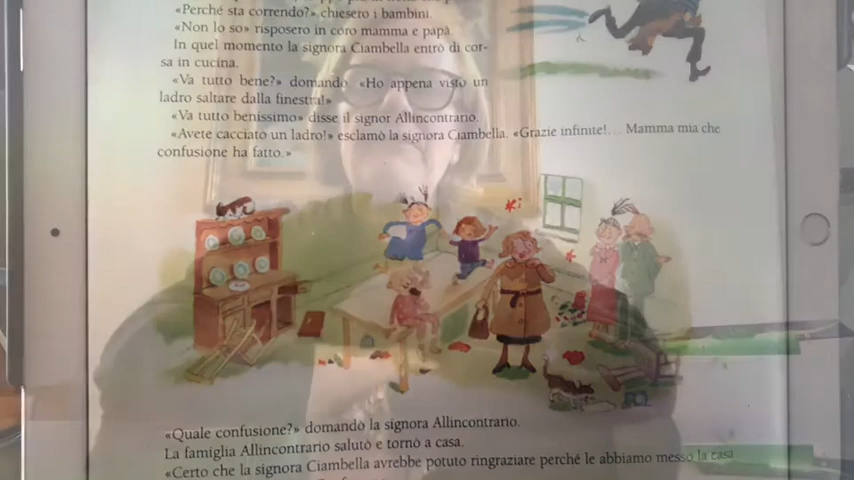 «Perché sta correndo?» chiesero i bambini.
«Non lo so» risposero in coro mamma e papà.
In quel momento la signora Ciambella entrò di cor-
sa in cucina.
«Va tutto bene?» domandò «Ho appena visto un
ladro saltare dalla finestra!»
«Va tutto benissimo» disse il signor Allincontrario.
«Avete cacciato un ladro!» esclamò la signora Ciambella. «Grazie infinite!... Mamma mia che
confusione ha fatto.»
«Quale confusione?» domandò la signora Allincontrario.
La famiglia Allincontrario salutò e tornò a casa.
«Certo che la signora Ciambella avrebbe potuto ringraziare perché le abbiamo messo la casa